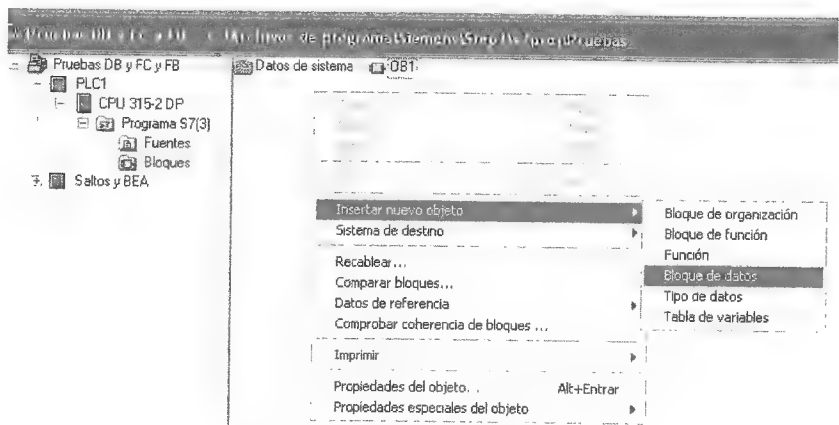 Pruebas DB y FC y FB
PLC1
CPU 315-2 DP
Programa S7(3)
Fuentes
Bloques
Saltos y BEA
Datos de sistema OB1
Insertar nuevo objeto
Sistema de destino
Recablear...
Comparar bloques...
Datos de referencia
Comprobar coherencia de bloques ...
Imprimir
Propiedades del objeto. . Alt+Entrar
Propiedades especiales del objeto
Bloque de organización
Bloque de función
Función
Bloque de datos
Tipo de datos
Tabla de variables